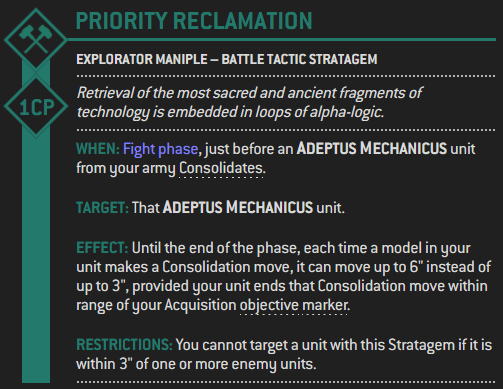 PRIORITY RECLAMATION
EXPLORATOR MANIPLE – BATTLE TACTIC STRATAGEM
Retrieval of the most sacred and ancient fragments of
technology is embedded in loops of alpha-logic.
1CP
WHEN: Fight phase, just before an ADEPTUS MECHANICUS unit
from your army Consolidates.
TARGET: That ADEPTUS MECHANICUS unit.
EFFECT: Until the end of the phase, each time a model in your
unit makes a Consolidation move, it can move up to 6" instead of
up to 3", provided your unit ends that Consolidation move within
range of your Acquisition objective marker.
RESTRICTIONS: You cannot target a unit with this Stratagem if it is
within 3" of one or more enemy units.